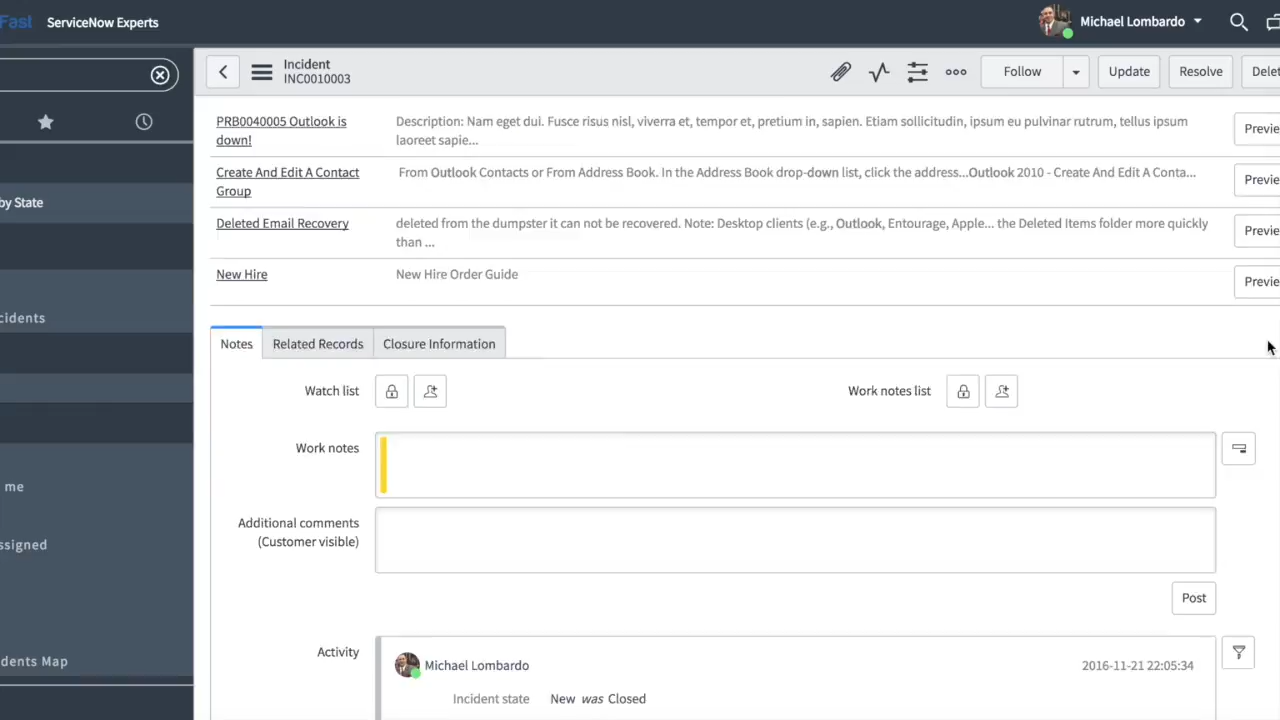 Fast ServiceNow Experts
Michael Lombardo
Incident
INC0010003
Follow
Update
Resolve
Delet
by State
cidents
me
ssigned
dents Map
PRB0040005 Outlook is
down!
Description: Nam eget dui. Fusce risus nisl, viverra et, tempor et, pretium in, sapien. Etiam sollicitudin, ipsum eu pulvinar rutrum, tellus ipsum
laoreet sapie...
Previe
Create And Edit A Contact
Group
From Outlook Contacts or From Address Book. In the Address Book drop-down list, click the address...Outlook 2010 - Create And Edit A Conta...
Previe
Deleted Email Recovery
deleted from the dumpster it can not be recovered. Note: Desktop clients (e.g., Outlook, Entourage, Apple... the Deleted Items folder more quickly
than ...
Previe
New Hire
New Hire Order Guide
Previe
Notes
Related Records
Closure Information
Watch list
Work notes list
Work notes
Additional comments
(Customer visible)
Post
Activity
Michael Lombardo
2016-11-21 22:05:34
Incident state New was Closed